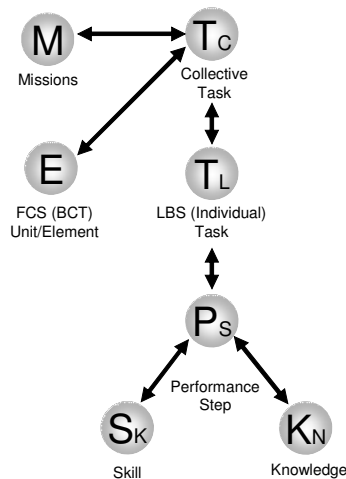 M
TC
Missions
Collective
Task
E
TL
FCS (BCT)
Unit/Element
LBS (Individual)
Task
PS
Performance
Step
SK
KN
Skill
Knowledge